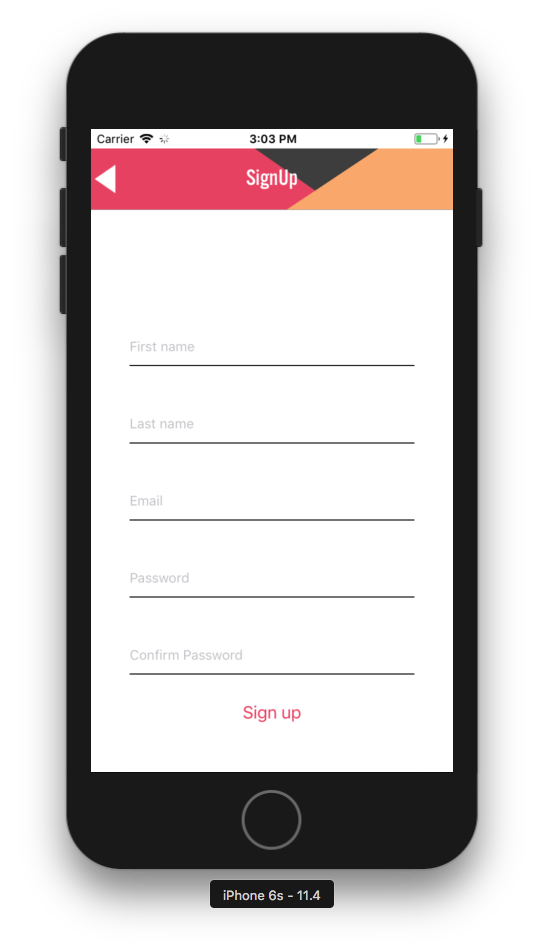 Carrier 3:03 PM
SignUp
First name
Last name
Email
Password
Confirm Password
Sign up
iPhone 6s - 11.4